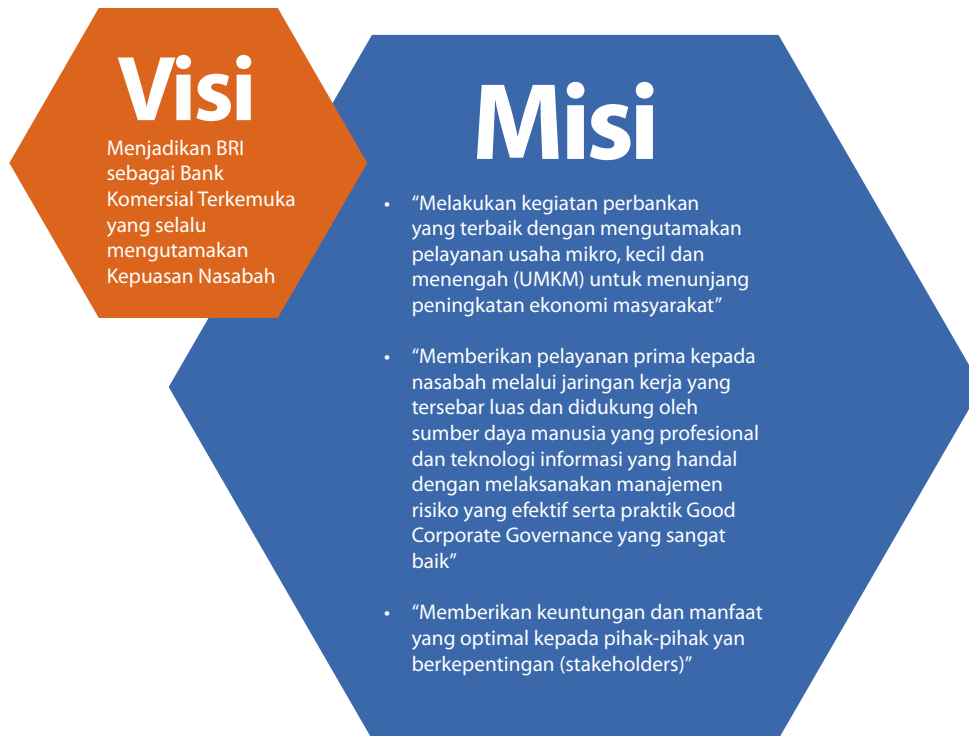 Visi
Menjadikan BRI
sebagai Bank
Komersial Terkemuka
yang selalu
mengutamakan
Kepuasan Nasabah
Misi
• “Melakukan kegiatan perbankan
yang terbaik dengan mengutamakan
pelayanan usaha mikro, kecil dan
menengah (UMKM) untuk menunjang
peningkatan ekonomi masyarakat”
• “Memberikan pelayanan prima kepada
nasabah melalui jaringan kerja yang
tersebar luas dan didukung oleh
sumber daya manusia yang profesional
dan teknologi informasi yang handal
dengan melaksanakan manajemen
risiko yang efektif serta praktik Good
Corporate Governance yang sangat
baik”
• “Memberikan keuntungan dan manfaat
yang optimal kepada pihak-pihak yan
berkepentingan (stakeholders)”